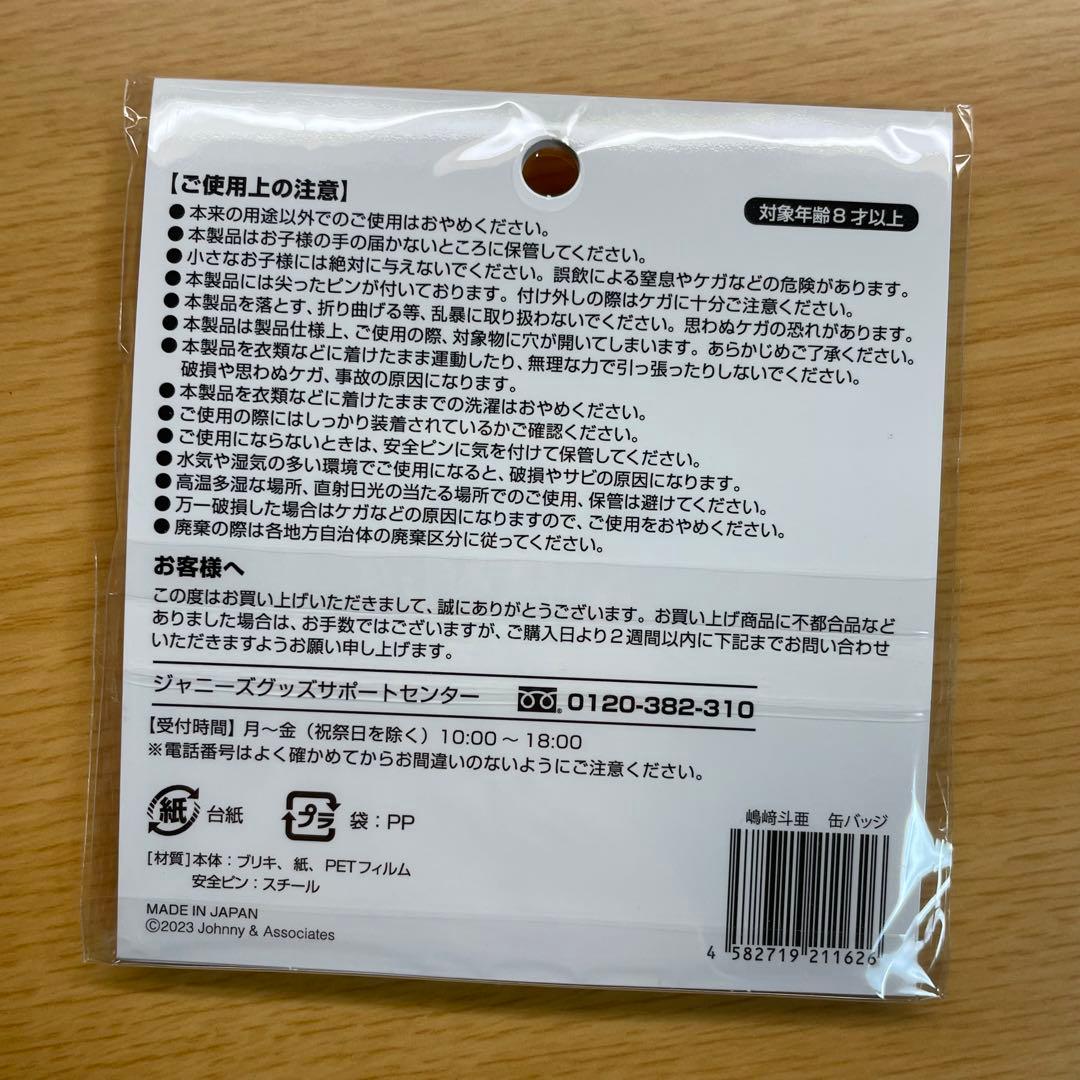 【ご使用上の注意】
対象年齢8才以上
●本来の用途以外でのご使用はおやめください。
●本製品はお子様の手の届かないところに保管してください。
●小さなお子様には絶対に与えないでください。誤飲による窒息やケガなどの危険があります。
●本製品には尖ったピンが付いております。付け外しの際はケガに十分ご注意ください。
●本製品を落とす、折り曲げる等、乱暴に取り扱わないでください。思わぬケガの恐れがあります。
●本製品は製品仕様上、ご使用の際、対象物に穴が開いてしまいます。あらかじめご了承ください。
●本製品を衣類などに着けたまま運動したり、無理な力で引っ張ったりしないでください。
破損や思わぬケガ、事故の原因になります。
●本製品を衣類などに着けたままでの洗濯はおやめください。
●ご使用の際にはしっかり装着されているかご確認ください。
●ご使用にならないときは、安全ピンに気を付けて保管してください。
●水気や湿気の多い環境でご使用になると、破損やサビの原因になります。
●高温多湿な場所、直射日光の当たる場所でのご使用、保管は避けてください。
●万一破損した場合はケガなどの原因になりますので、ご使用をおやめください。
●廃棄の際は各地方自治体の廃棄区分に従ってください。
お客様へ
この度はお買い上げいただきまして、誠にありがとうございます。お買い上げ商品に不都合品など
ありました場合は、お手数ではございますが、ご購入日より2週間以内に下記までお問い合わせ
いただきますようお願い申し上げます。
ジャニーズグッズサポートセンター 0120-382-310
【受付時間】月～金（祝祭日を除く）10:00～18:00
※電話番号はよく確かめてからお間違いのないようにご注意ください。
紙 台紙 プラ 袋：PP
嶋﨑斗亜 缶バッジ
[材質]本体：ブリキ、紙、PETフィルム
安全ピン：スチール
MADE IN JAPAN
©2023 Johnny & Associates
4 582719 211626